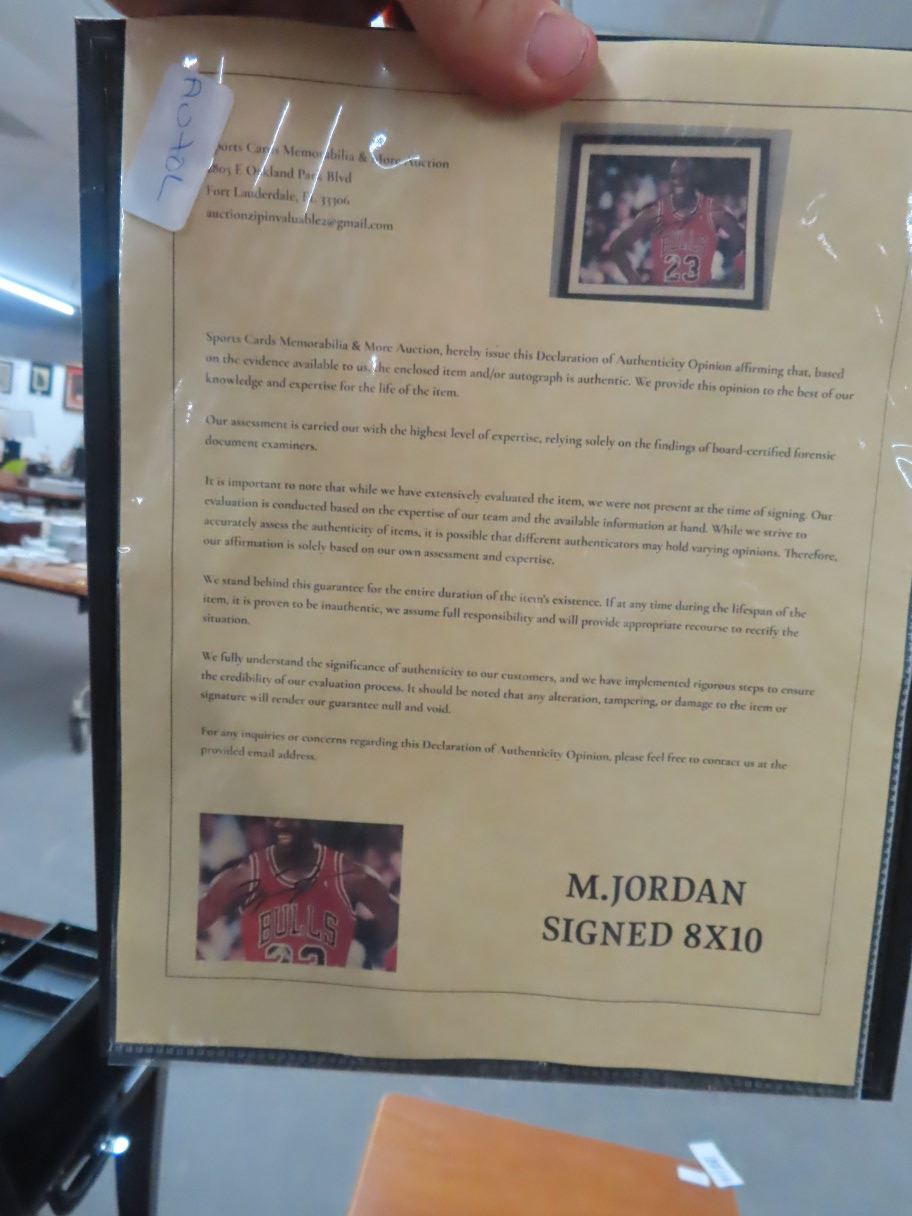 Sports Cards Memorabilia & More Auction
2805 E Oakland Park Blvd
Fort Lauderdale, FL 33306
auctionzipinvaluable2@gmail.com
BULLS
23
Sports Cards Memorabilia & More Auction, hereby issue this Declaration of Authenticity Opinion affirming that, based
on the evidence available to us, the enclosed item and/or autograph is authentic. We provide this opinion to the best of our
knowledge and expertise for the life of the item.
Our assessment is carried out with the highest level of expertise, relying solely on the findings of board-certified forensic
document examiners.
It is important to note that while we have extensively evaluated the item, we were not present at the time of signing. Our
evaluation is conducted based on the expertise of our team and the available information at hand. While we strive to
accurately assess the authenticity of items, it is possible that different authenticators may hold varying opinions. Therefore,
our affirmation is solely based on our own assessment and expertise.
We stand behind this guarantee for the entire duration of the item's existence. If at any time during the lifespan of the
item, it is proven to be inauthentic, we assume full responsibility and will provide appropriate recourse to rectify the
situation.
We fully understand the significance of authenticity to our customers, and we have implemented rigorous steps to ensure
the credibility of our evaluation process. It should be noted that any alteration, tampering, or damage to the item or
signature will render our guarantee null and void.
For any inquiries or concerns regarding this Declaration of Authenticity Opinion, please feel free to contact us at the
provided email address.
BULLS
23
M.JORDAN
SIGNED 8X10